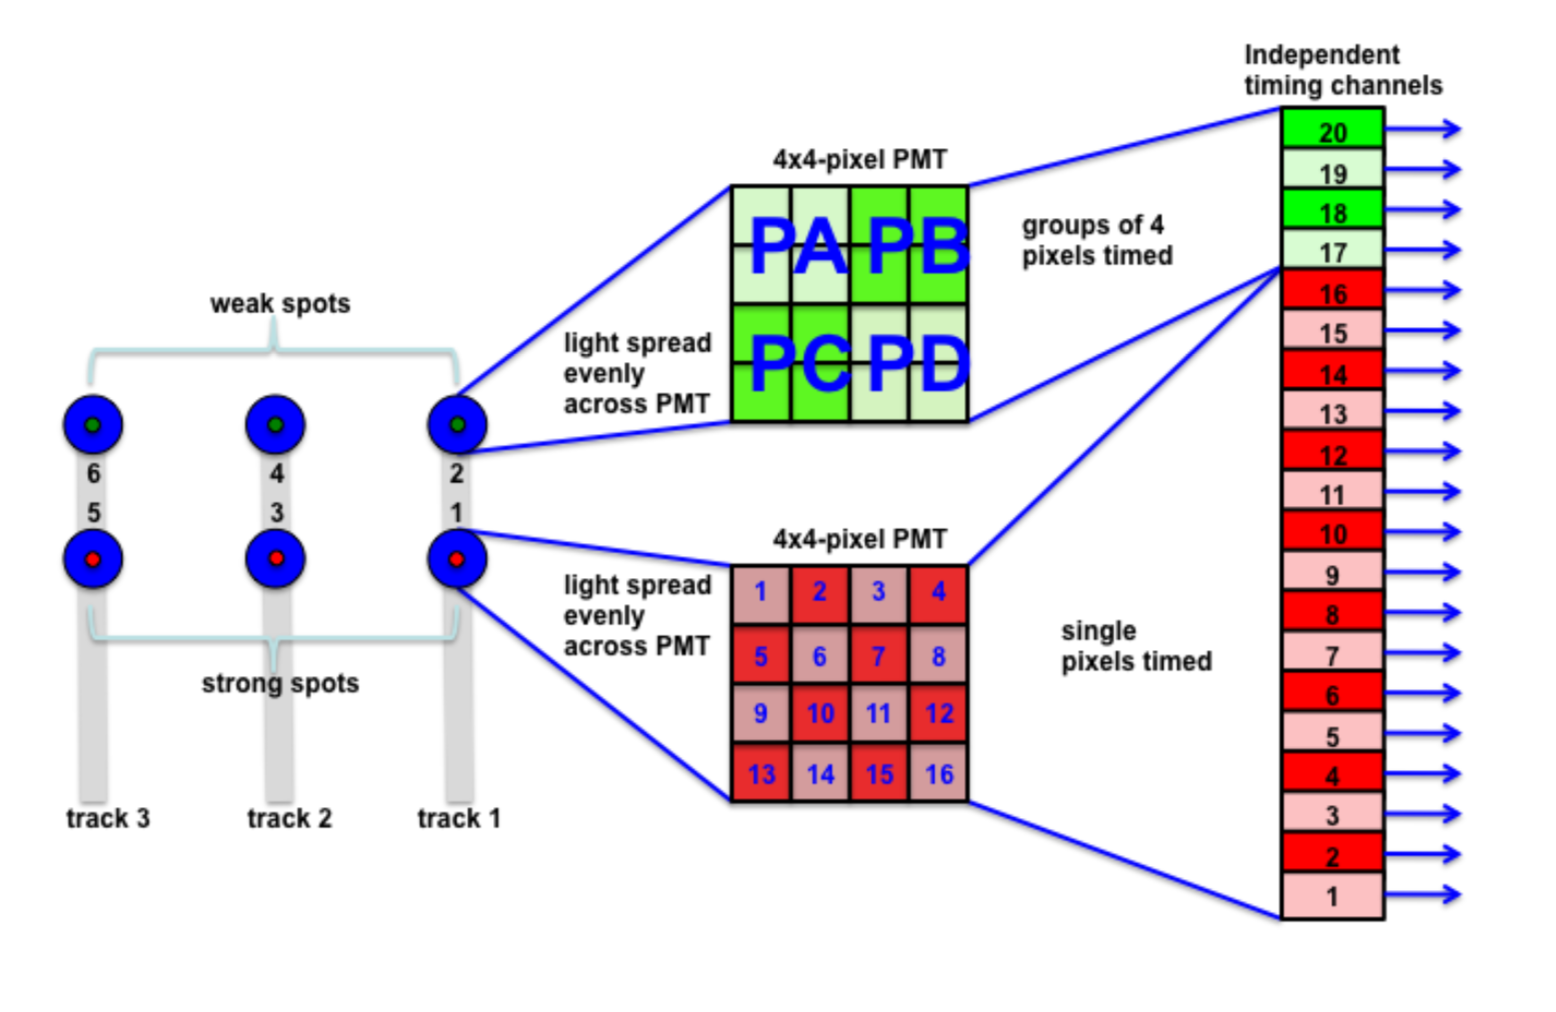 Independent
timing channels
4x4-pixel PMT
PA PB
PC PD
groups of 4
pixels timed
light spread
evenly
across PMT
weak spots
6 4 2
5 3 1
strong spots
track 3 track 2 track 1
4x4-pixel PMT
light spread
evenly
across PMT
1 2 3 4
5 6 7 8
9 10 11 12
13 14 15 16
single
pixels timed
20
19
18
17
16
15
14
13
12
11
10
9
8
7
6
5
4
3
2
1